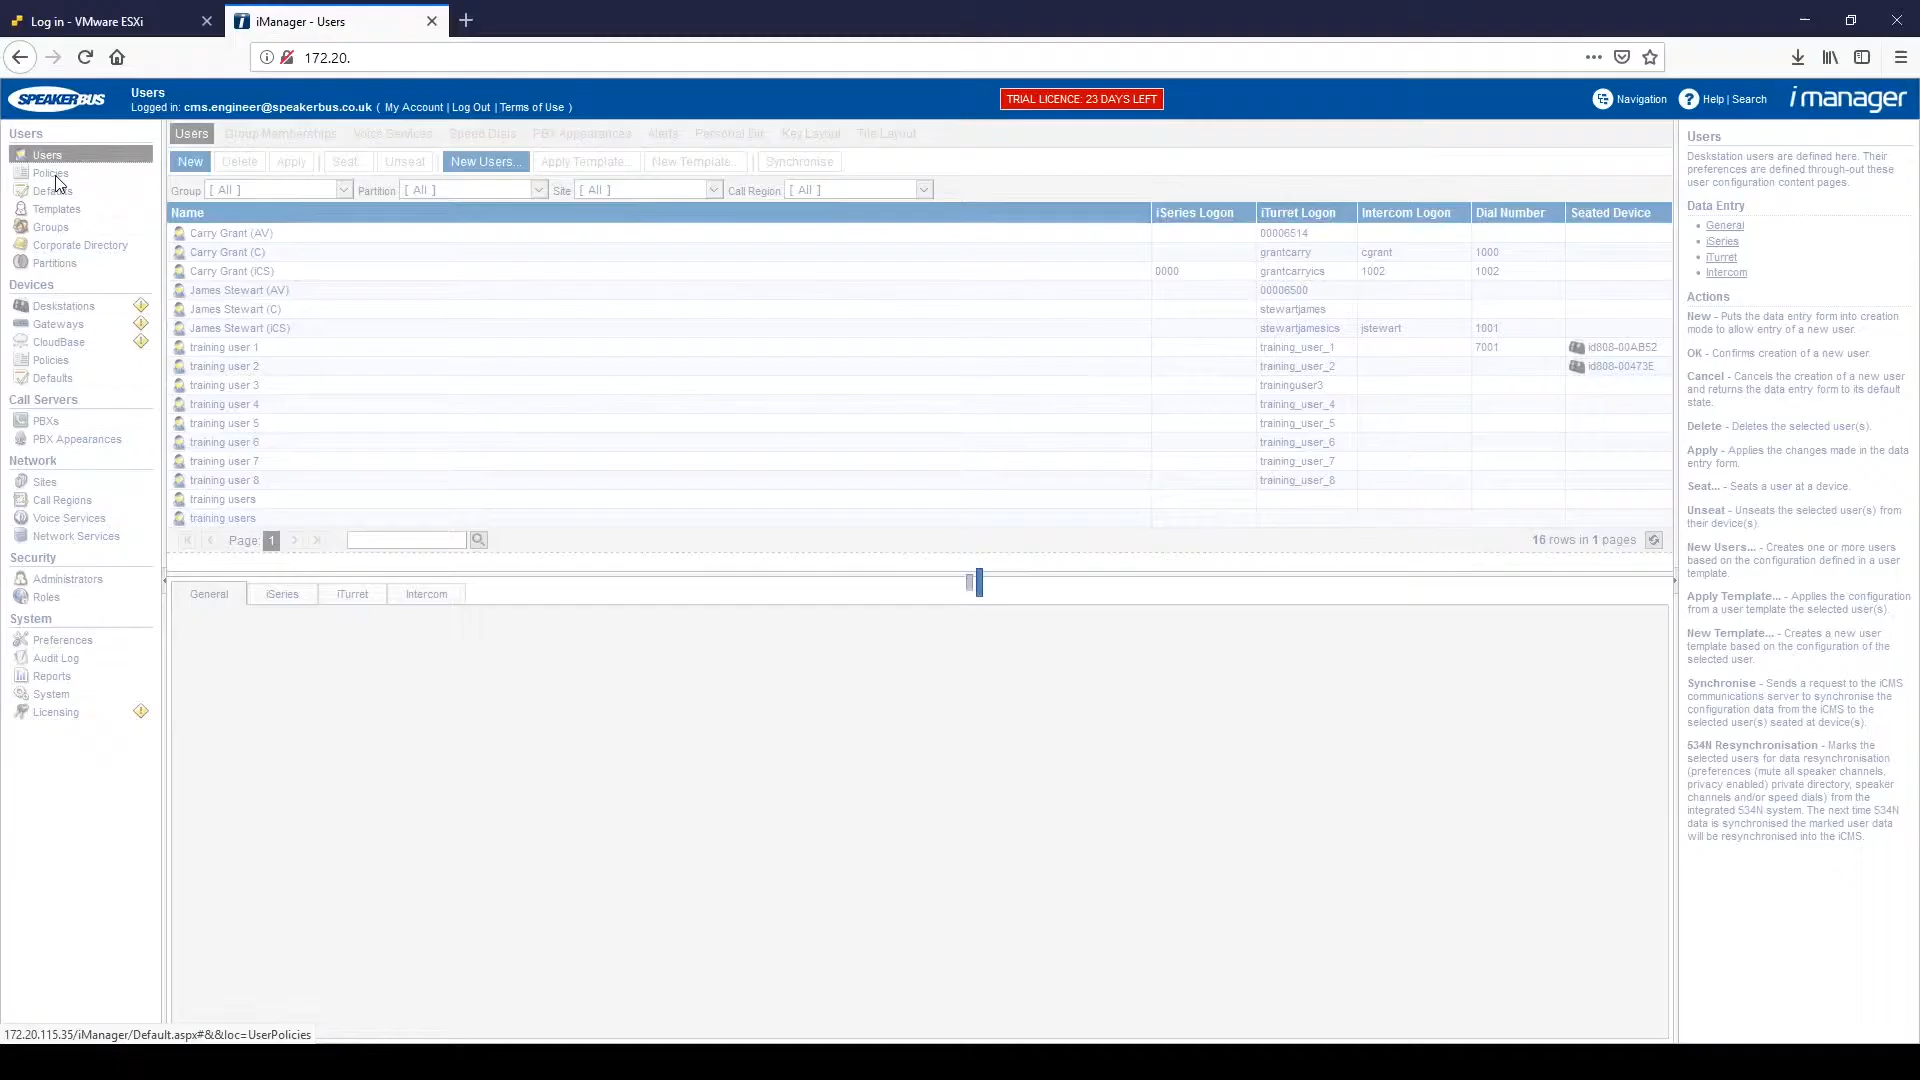 Log in - VMware ESXi
iManager - Users
172.20.
SPEAKERBUS
Users
Logged in: cms.engineer@speakerbus.co.uk ( My Account | Log Out | Terms of Use )
TRIAL LICENCE: 23 DAYS LEFT
Navigation
Help | Search
i manager
Users
Users
Policies
Defaults
Templates
Groups
Corporate Directory
Partitions
Devices
Deskstations
Gateways
CloudBase
Policies
Defaults
Call Servers
PBXs
PBX Appearances
Network
Sites
Call Regions
Voice Services
Network Services
Security
Administrators
Roles
System
Preferences
Audit Log
Reports
System
Licensing
Users Group Memberships Voice Services Speed Dials PBX Appearances Alerts Personal Dir Key Layout Tile Layout
New Delete Apply Seat... Unseat New Users... Apply Template... New Template... Synchronise
Group [ All ] Partition [ All ] Site [ All ] Call Region [ All ]
Name iSeries Logon iTurret Logon Intercom Logon Dial Number Seated Device
Carry Grant (AV) 00006514
Carry Grant (C) grantcarry cgrant 1000
Carry Grant (iCS) 0000 grantcarryics 1002 1002
James Stewart (AV) 00006500
James Stewart (C) stewartjames
James Stewart (iCS) stewartjamesics jstewart 1001
training user 1 training_user_1 7001 id808-00AB52
training user 2 training_user_2 id808-00473E
training user 3 traininguser3
training user 4 training_user_4
training user 5 training_user_5
training user 6 training_user_6
training user 7 training_user_7
training user 8 training_user_8
training users
training users
Page: 1
16 rows in 1 pages
General iSeries iTurret Intercom
Users
Deskstation users are defined here. Their
preferences are defined through-out these
user configuration content pages.
Data Entry
General
iSeries
iTurret
Intercom
Actions
New - Puts the data entry form into creation
mode to allow entry of a new user.
OK - Confirms creation of a new user.
Cancel - Cancels the creation of a new user
and returns the data entry form to its default
state.
Delete - Deletes the selected user(s).
Apply - Applies the changes made in the data
entry form.
Seat... - Seats a user at a device.
Unseat - Unseats the selected user(s) from
their device(s).
New Users... - Creates one or more users
based on the configuration defined in a user
template.
Apply Template... - Applies the configuration
from a user template the selected user(s).
New Template... - Creates a new user
template based on the configuration of the
selected user.
Synchronise - Sends a request to the iCMS
communications server to synchronise the
configuration data from the iCMS to the
selected user(s) seated at device(s).
534N Resynchronisation - Marks the
selected users for data resynchronisation
(preferences (mute all speaker channels,
privacy enabled) private directory, speaker
channels and/or speed dials) from the
integrated 534N system. The next time 534N
data is synchronised the marked user data
will be resynchronised into the iCMS.
172.20.115.35/iManager/Default.aspx#&&loc=UserPolicies